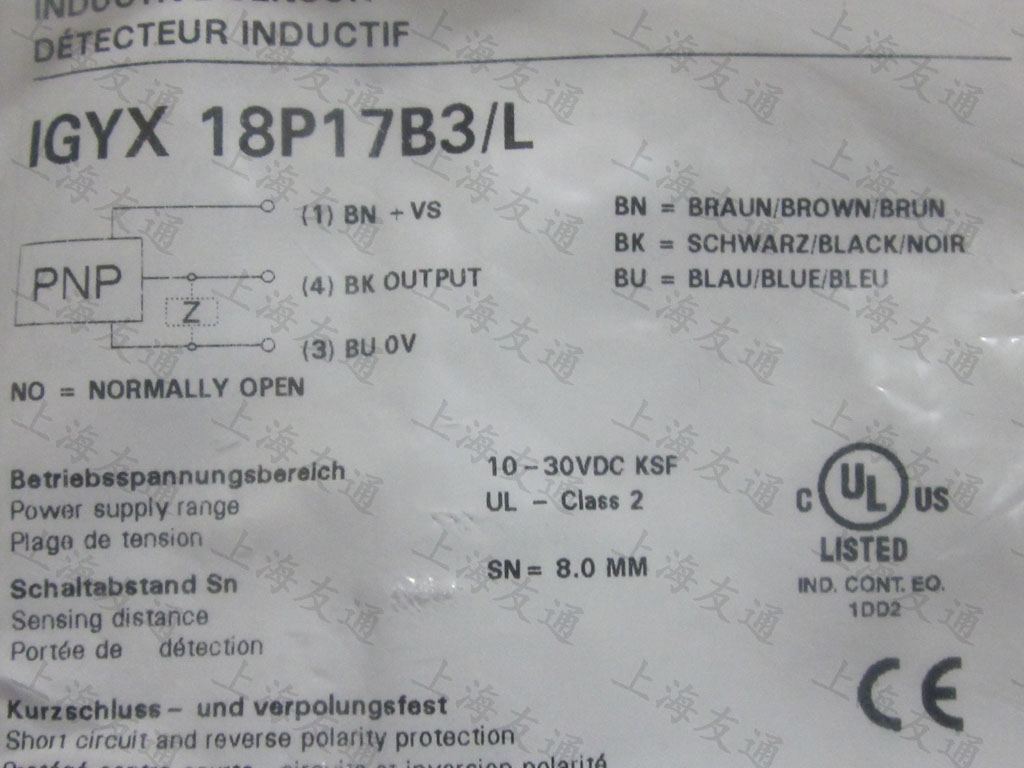 DÉTECTEUR INDUCTIF
IGYX 18P17B3/L
(1) BN + VS
PNP
(4) BK OUTPUT
Z
(3) BU 0V
BN = BRAUN/BROWN/BRUN
BK = SCHWARZ/BLACK/NOIR
BU = BLAU/BLUE/BLEU
NO = NORMALLY OPEN
Betriebsspannungsbereich
Power supply range
Plage de tension
10-30VDC KSF
UL - Class 2
C UL US
LISTED
IND. CONT. EQ.
1DD2
Schaltabstand Sn
Sensing distance
Portée de détection
SN = 8.0 MM
CE
Kurzschluss - und verpolungsfest
Short circuit and reverse polarity protection
上海友通